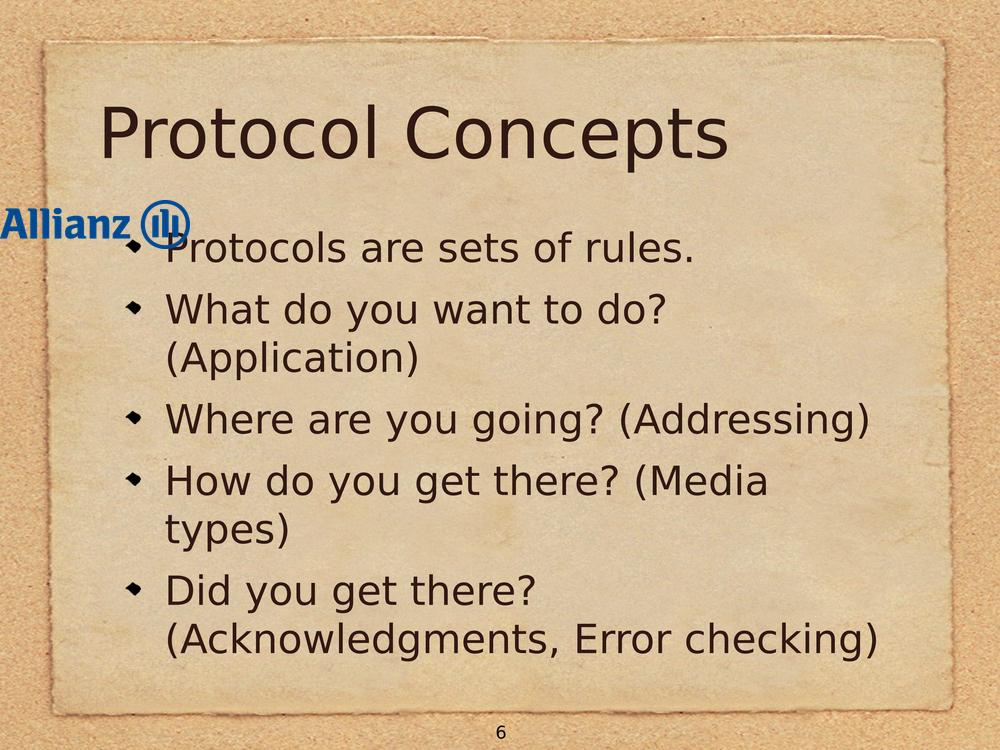 Protocol Concepts
Allianz
Protocols are sets of rules.
What do you want to do?
(Application)
Where are you going? (Addressing)
How do you get there? (Media
types)
Did you get there?
(Acknowledgments, Error checking)
6